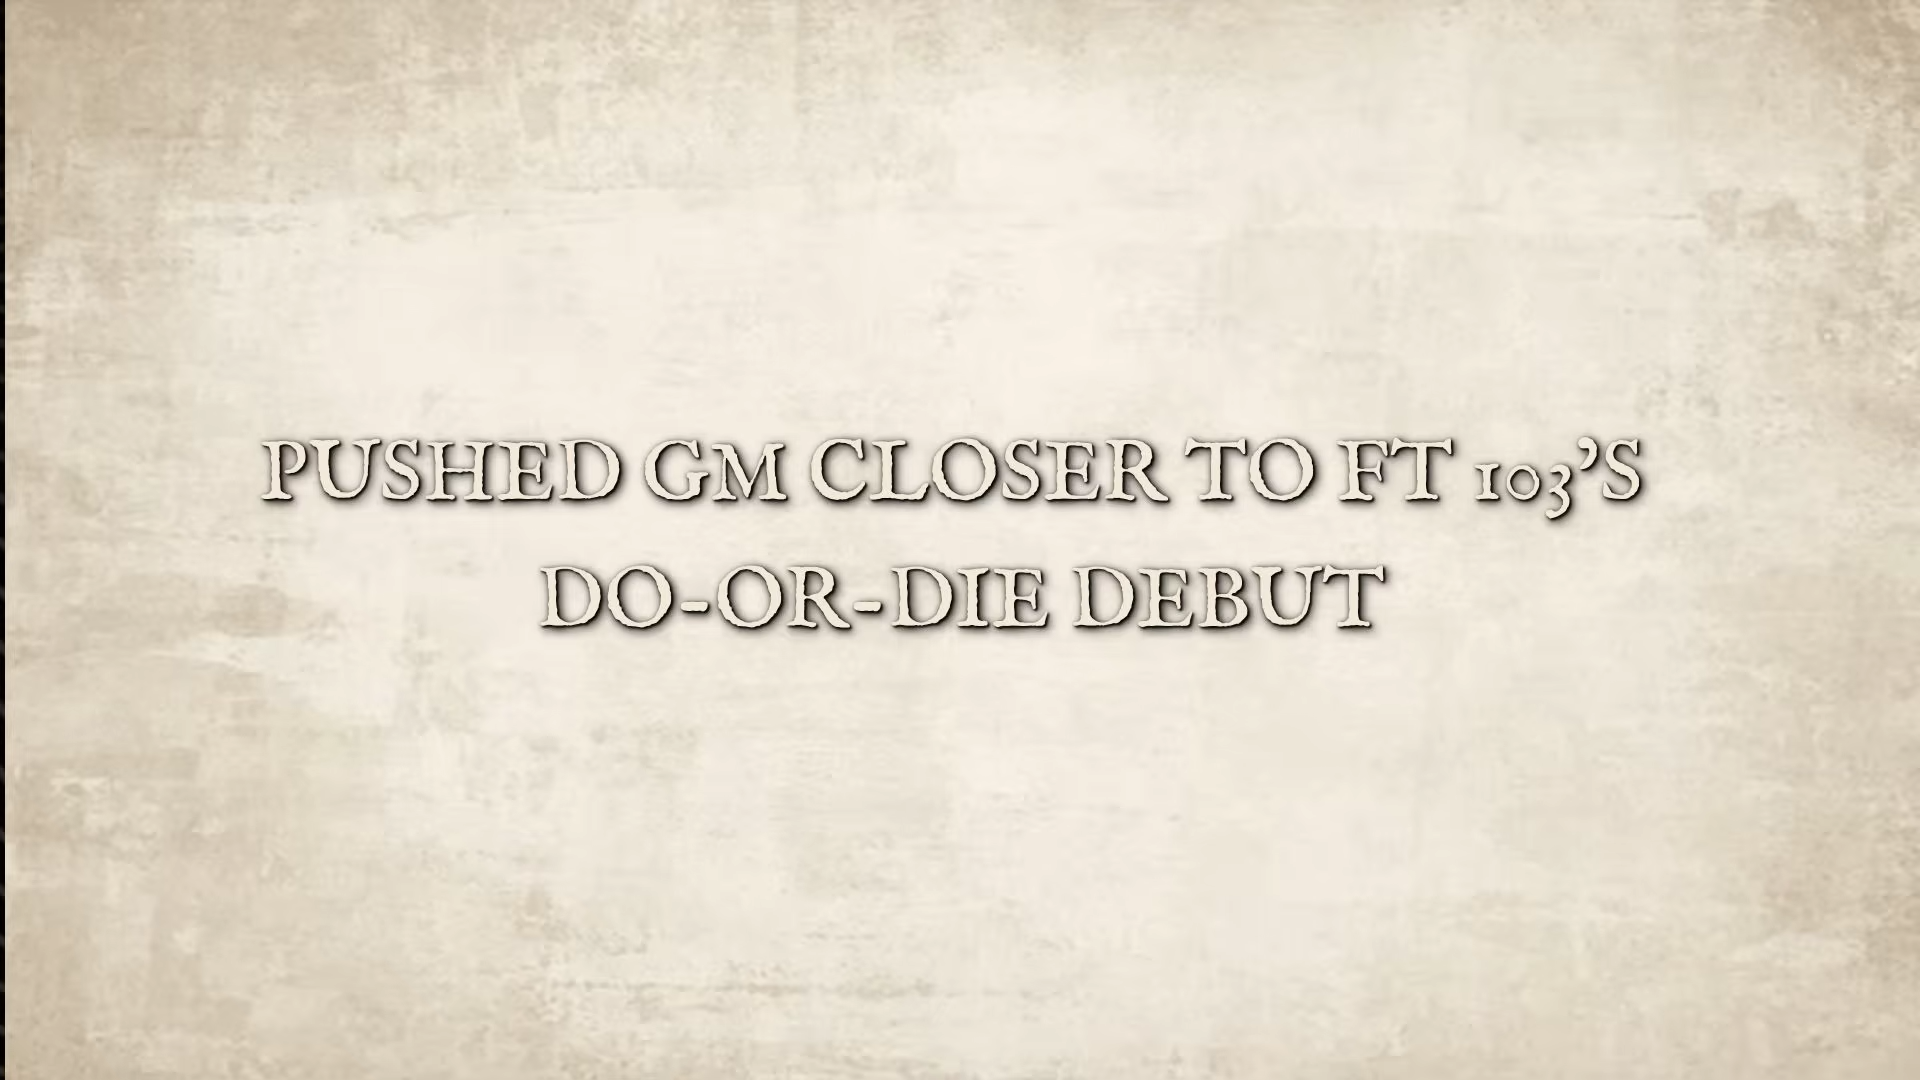 PUSHED GM CLOSER TO FT 103’S
DO-OR-DIE DEBUT